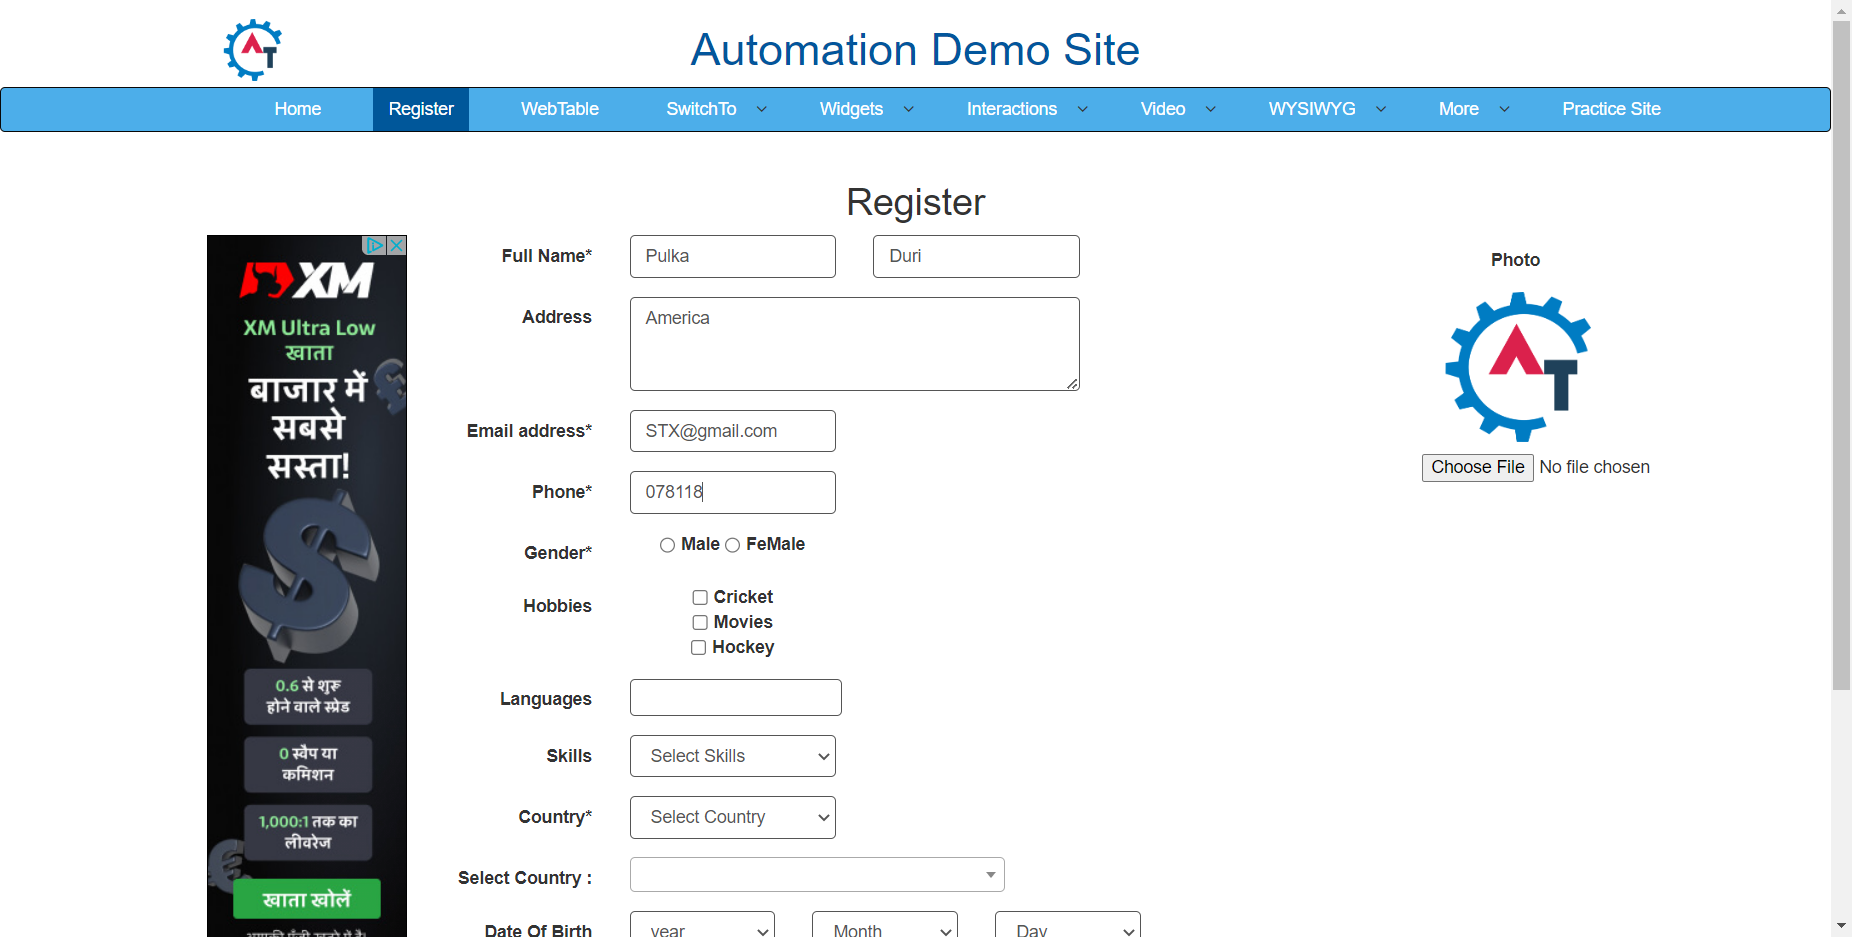 Automation Demo Site
Home Register WebTable SwitchTo Widgets Interactions Video WYSIWYG More Practice Site
Register
XM
XM Ultra Low
खाता
बाजार में
सबसे
सस्ता!
0.6 से शुरू
होने वाले स्प्रेड
0 स्वैप या
कमिशन
1,000:1 तक का
लीवरेज
खाता खोलें
Full Name* Pulka Duri
Address America
Email address* STX@gmail.com
Phone* 078118
Gender* Male FeMale
Hobbies Cricket
Movies
Hockey
Languages
Skills Select Skills
Country* Select Country
Select Country :
Date Of Birth year Month Day
Photo
AT
Choose File No file chosen